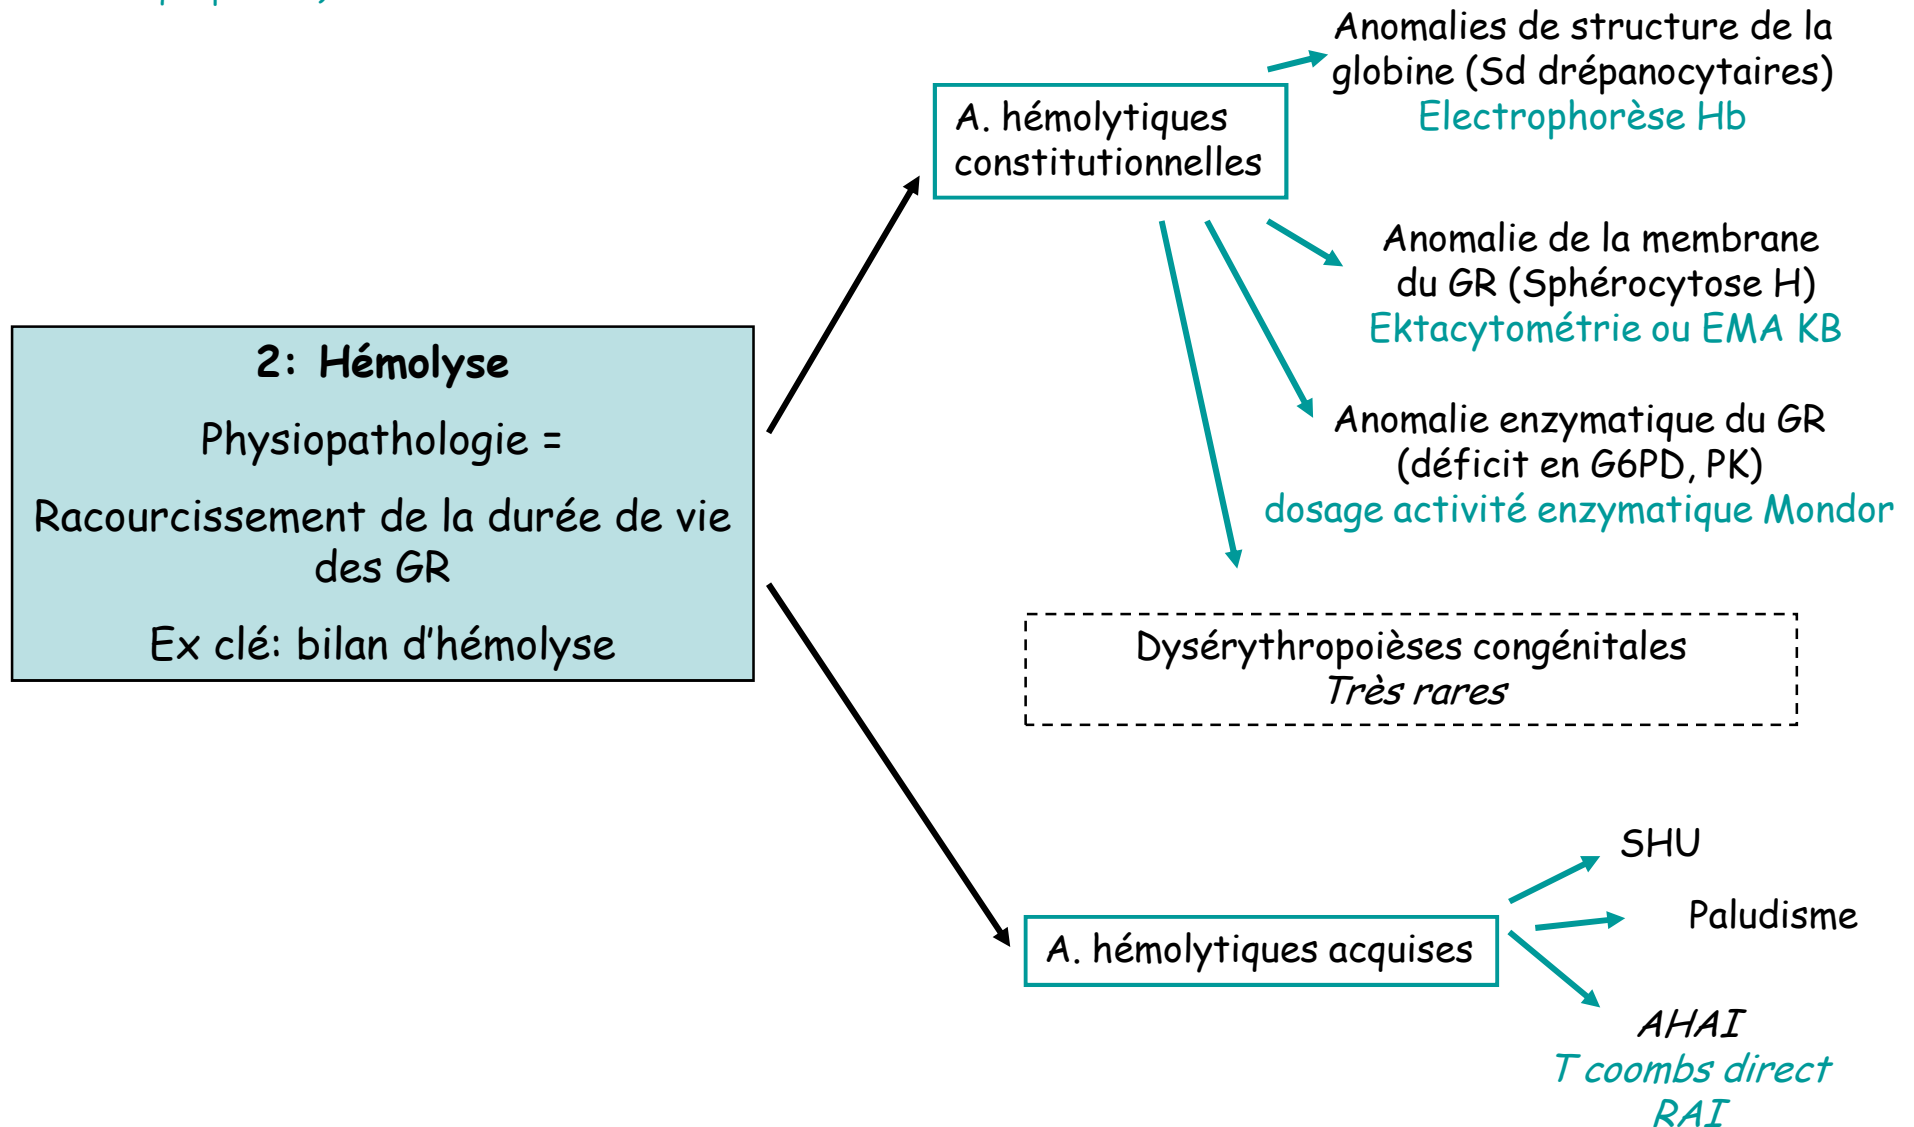 Anomalies de structure de la
globine (Sd drépanocytaires)
Electrophorèse Hb
A. hémolytiques
constitutionnelles
Anomalie de la membrane
du GR (Sphérocytose H)
Ektacytométrie ou EMA KB
2: Hémolyse
Physiopathologie =
Racourcissement de la durée de vie
des GR
Ex clé: bilan d'hémolyse
Anomalie enzymatique du GR
(déficit en G6PD, PK)
dosage activité enzymatique Mondor
Dysérythropoièses congénitales
Très rares
SHU
Paludisme
A. hémolytiques acquises
AHAI
T coombs direct
RAI